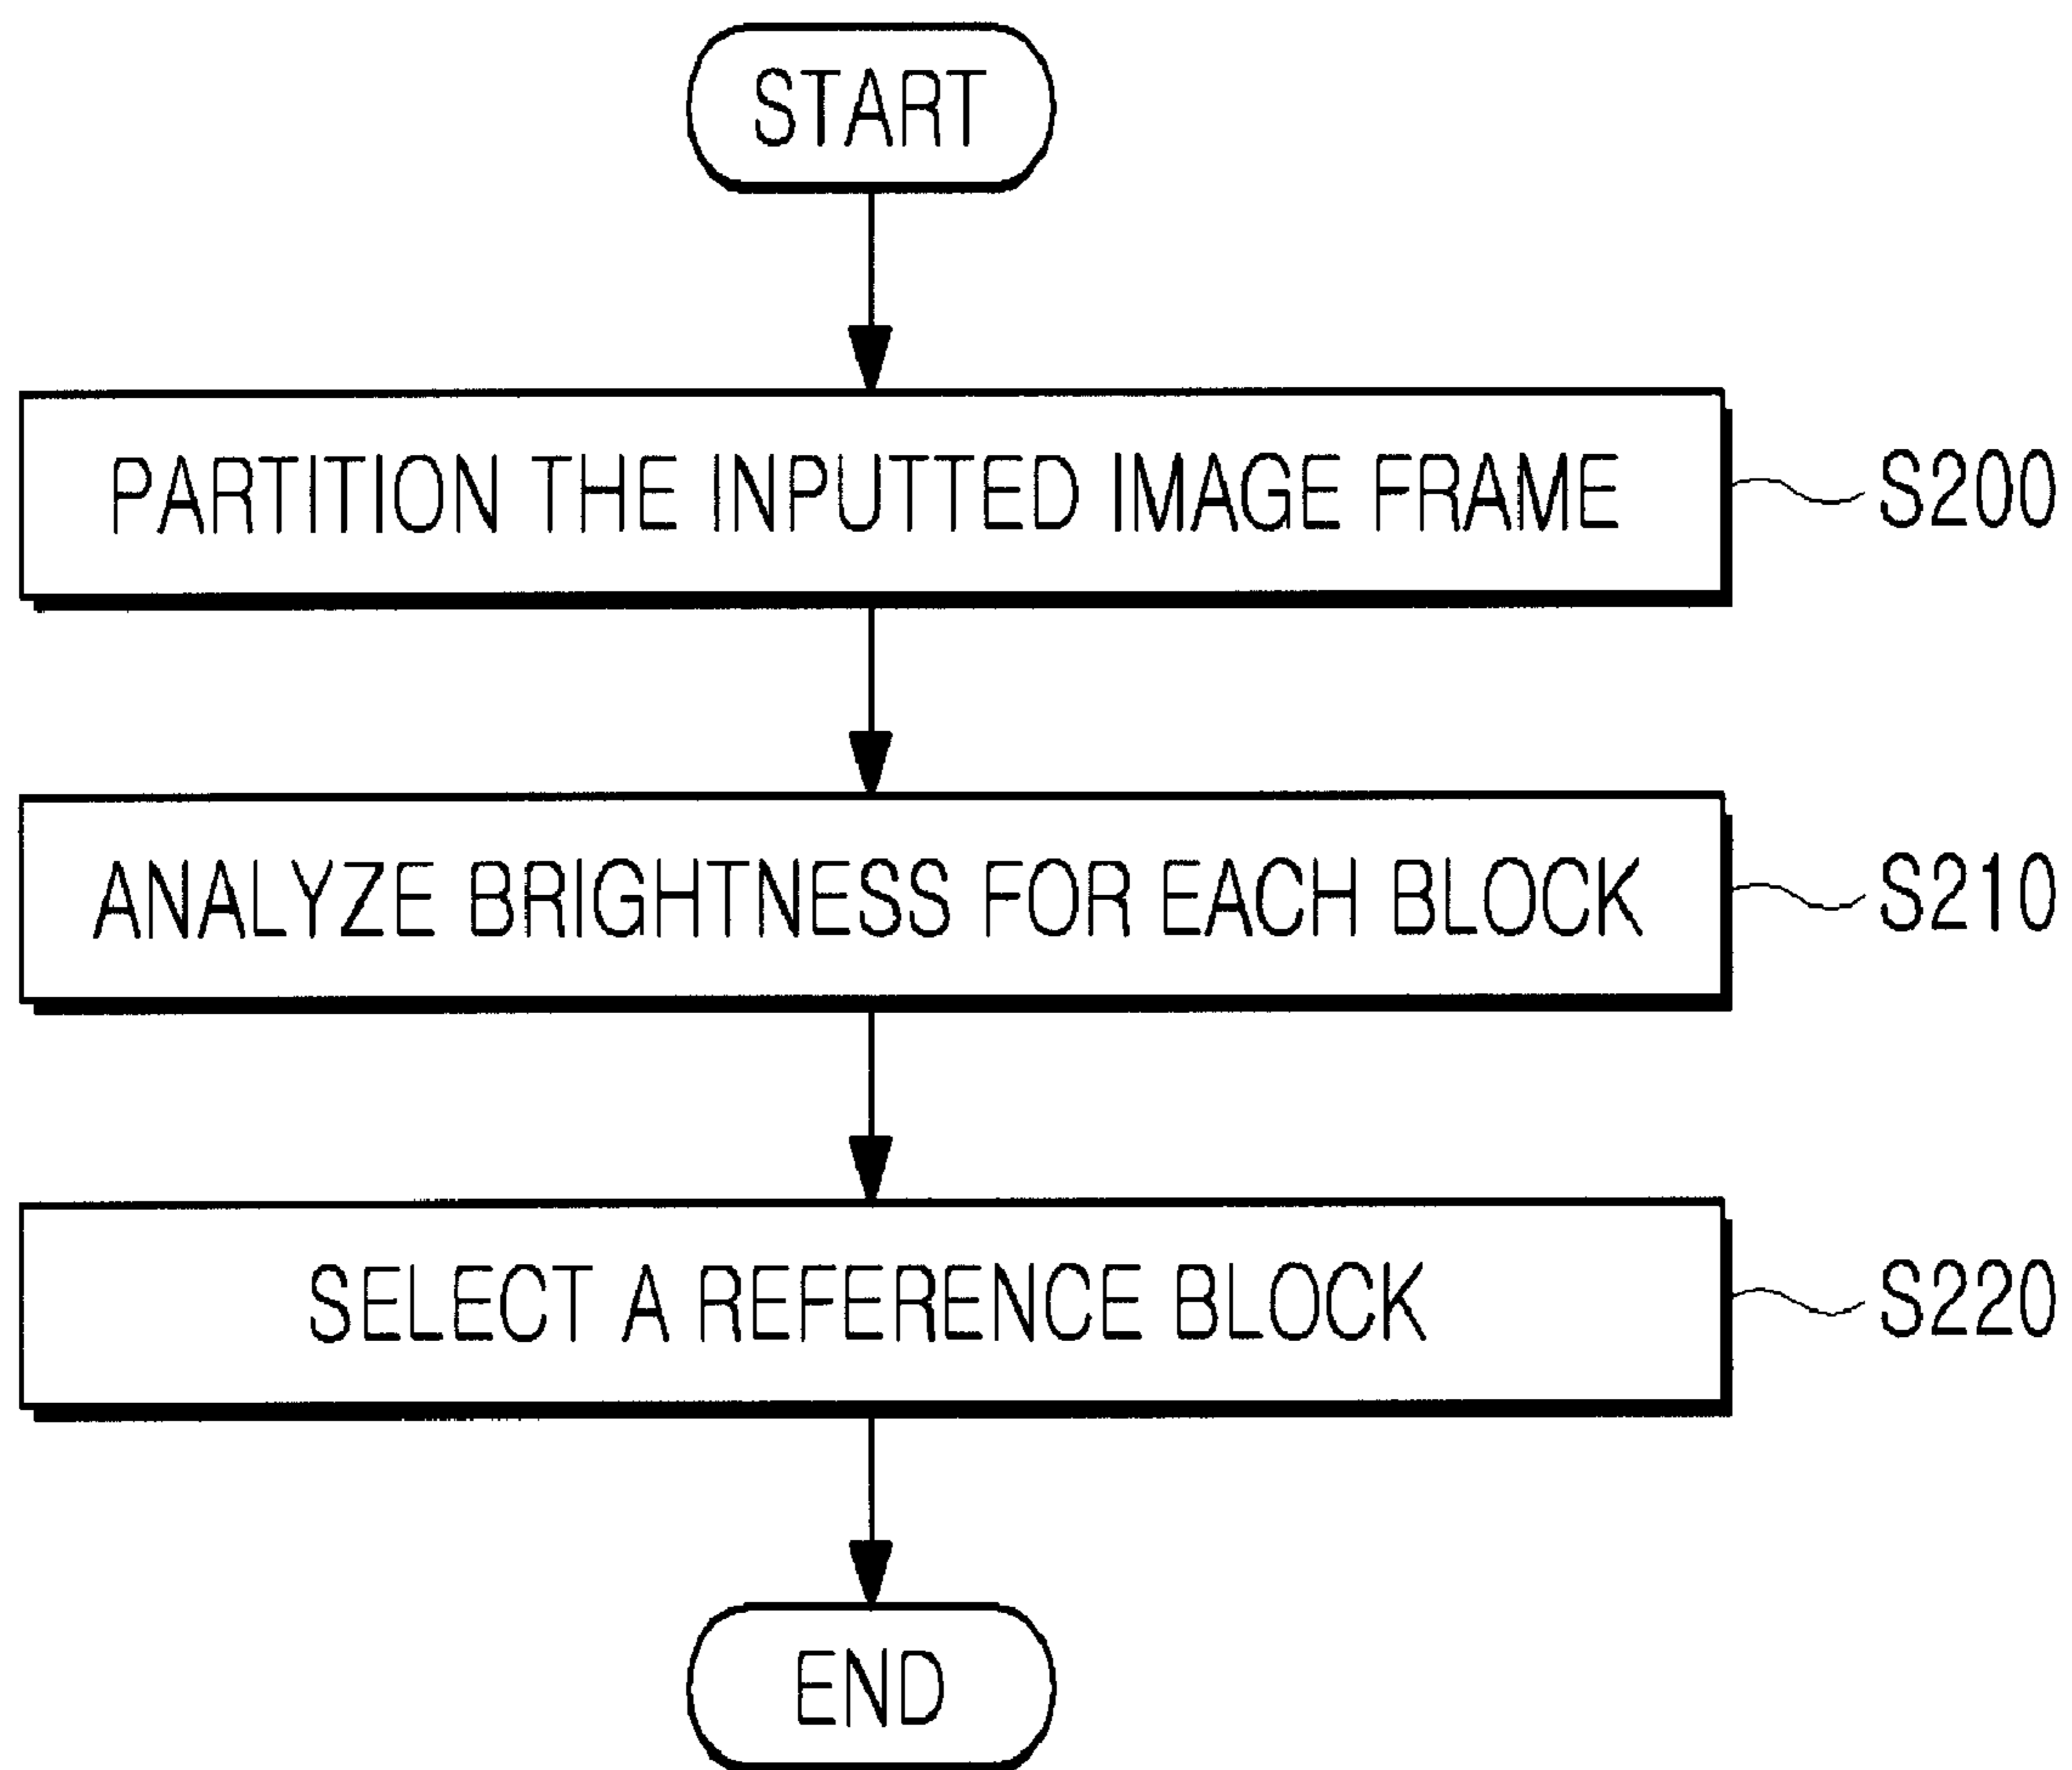 START
PARTITION THE INPUTTED IMAGE FRAME
S200
ANALYZE BRIGHTNESS FOR EACH BLOCK
S210
SELECT A REFERENCE BLOCK
S220
END